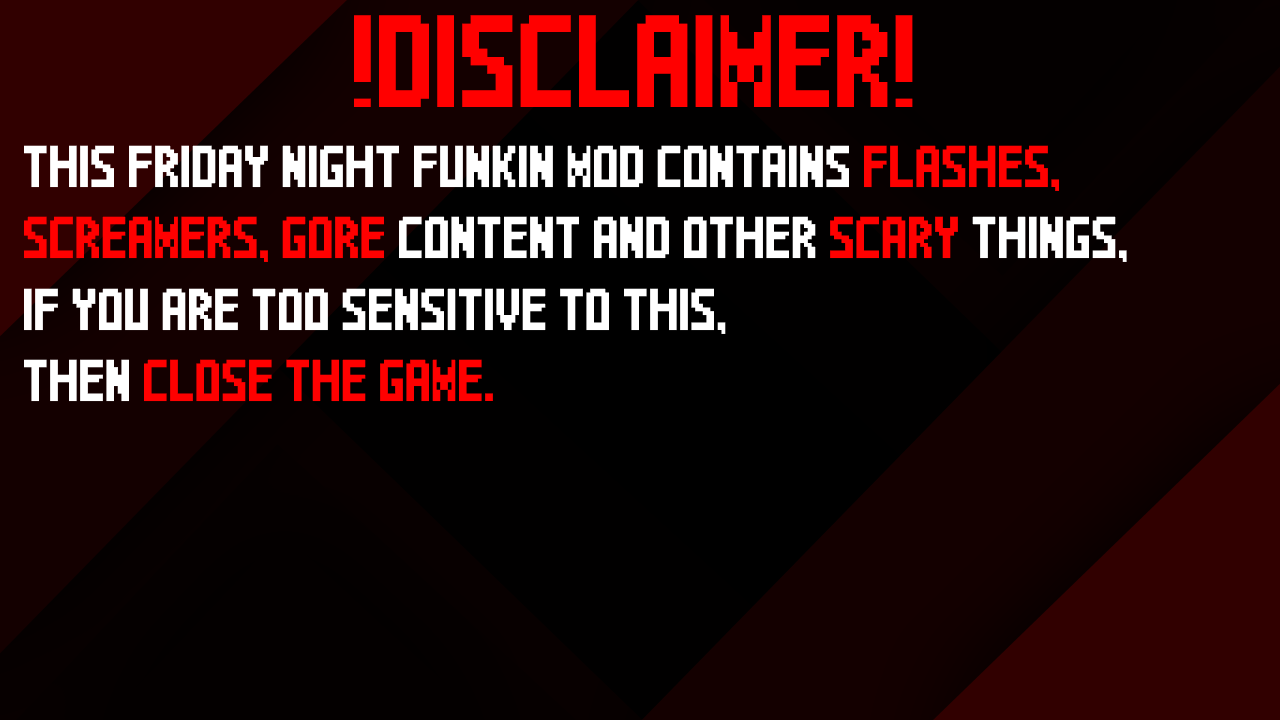 !DISCLAIMER!
THIS FRIDAY NIGHT FUNKIN MOD CONTAINS FLASHES,
SCREAMERS, GORE CONTENT AND OTHER SCARY THINGS,
IF YOU ARE TOO SENSITIVE TO THIS,
THEN CLOSE THE GAME.